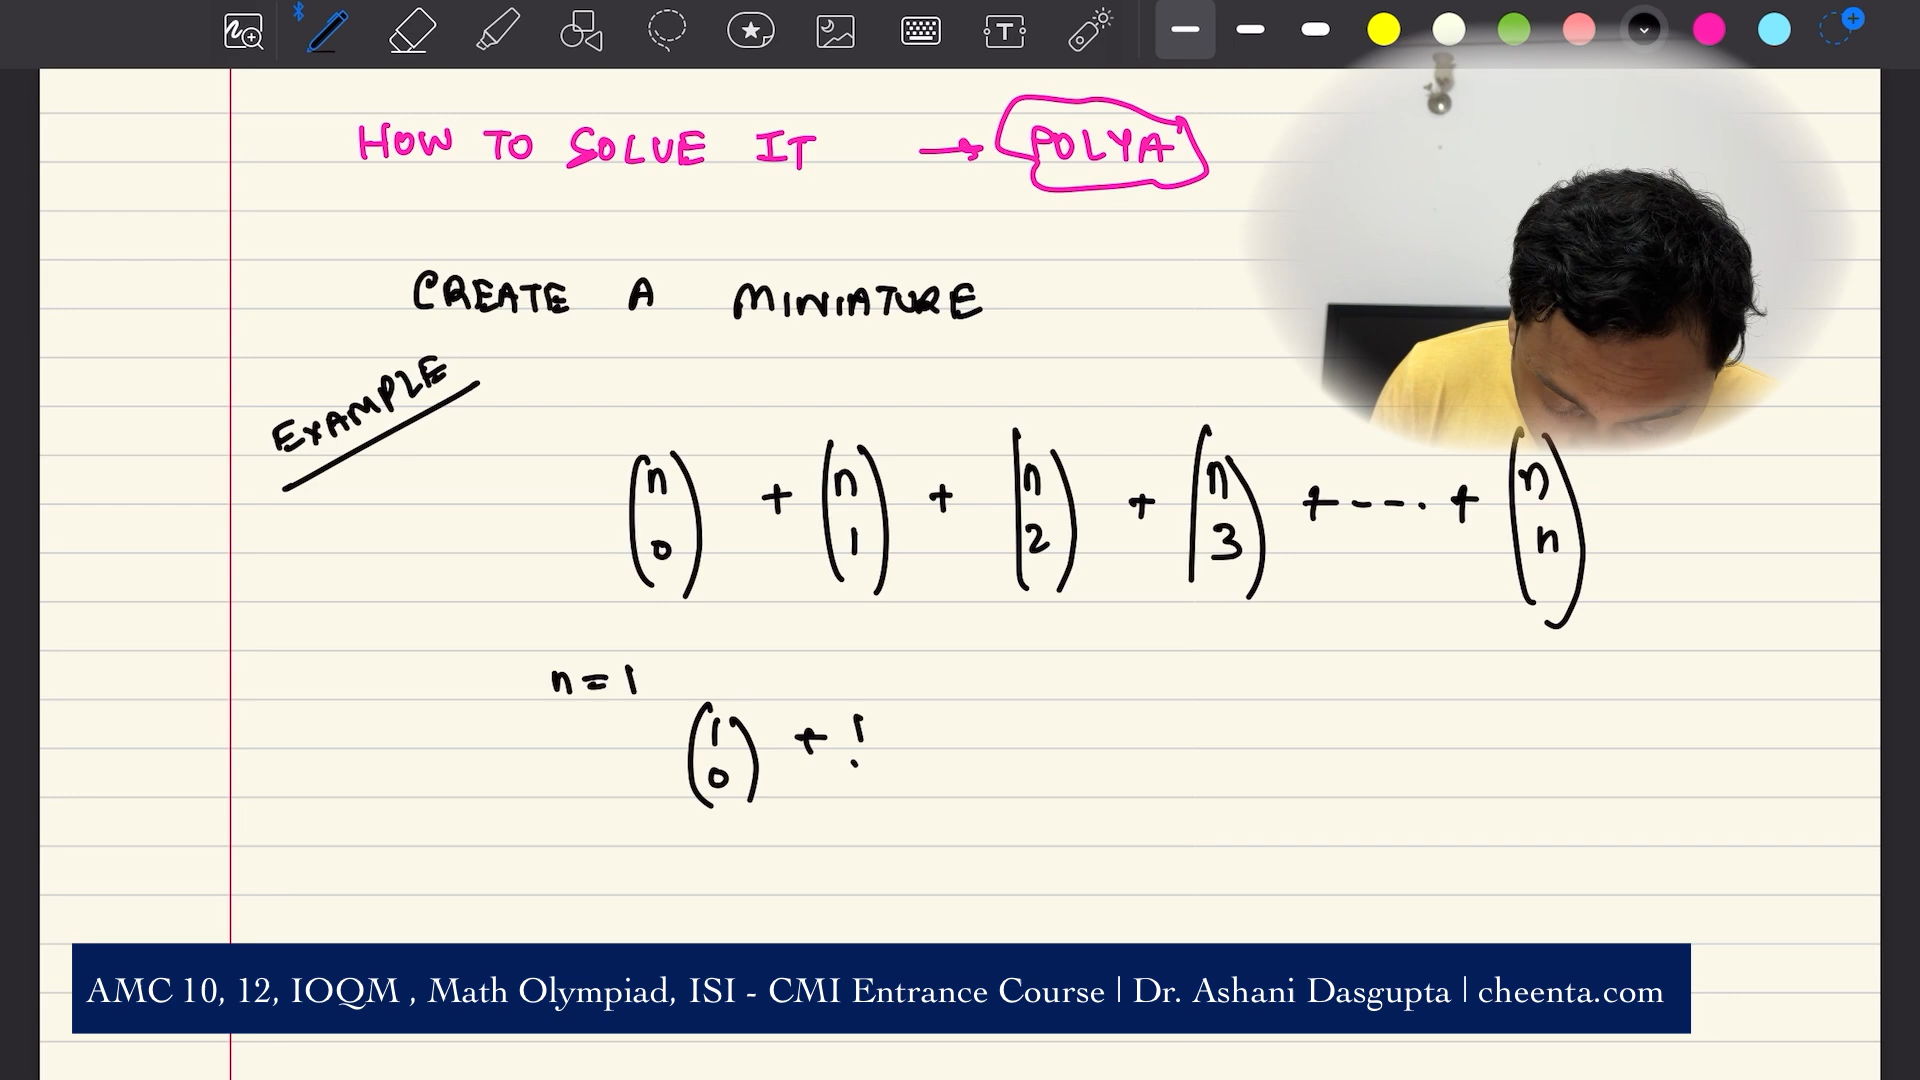 HOW TO SOLVE IT → POLYA
CREATE A MINIATURE
EXAMPLE
(n 0) + (n 1) + (n 2) + (n 3) + ---. + (n n)
n = 1
(1 0) + !
AMC 10, 12, IOQM , Math Olympiad, ISI - CMI Entrance Course | Dr. Ashani Dasgupta | cheenta.com